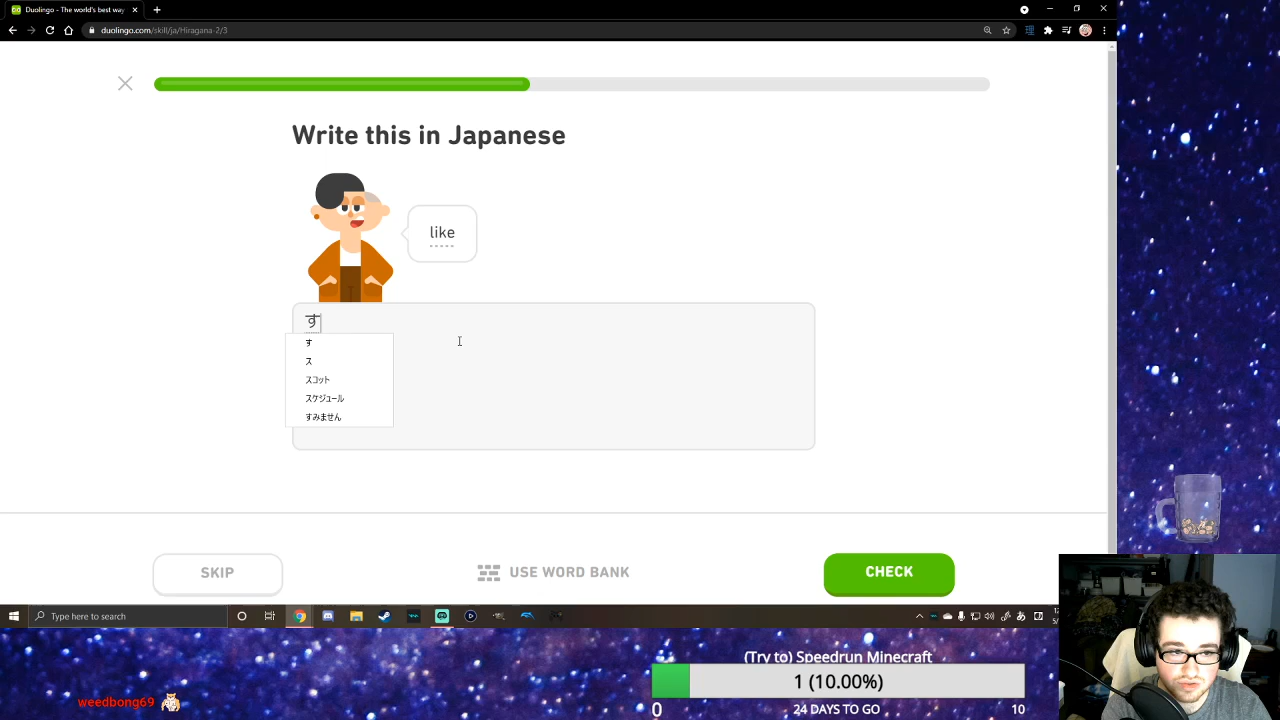 Duolingo - The world's best way
duolingo.com/skill/ja/Hiragana-2/3
Write this in Japanese
like
す
す
ス
スコット
スケジュール
すみません
SKIP
USE WORD BANK
CHECK
Type here to search
あ
(Try to) Speedrun Minecraft
1 (10.00%)
0
24 DAYS TO GO
10
weedbong69